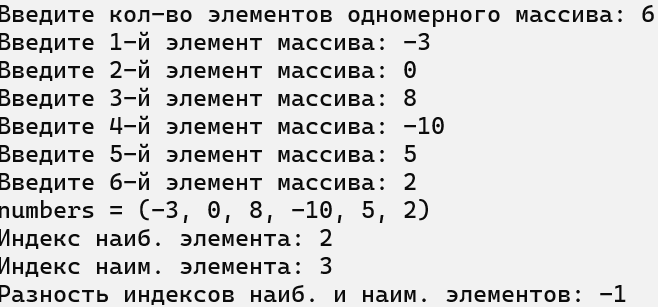 Введите кол-во элементов одномерного массива: 6
Введите 1-й элемент массива: -3
Введите 2-й элемент массива: 0
Введите 3-й элемент массива: 8
Введите 4-й элемент массива: -10
Введите 5-й элемент массива: 5
Введите 6-й элемент массива: 2
numbers = (-3, 0, 8, -10, 5, 2)
Индекс наиб. элемента: 2
Индекс наим. элемента: 3
Разность индексов наиб. и наим. элементов: -1